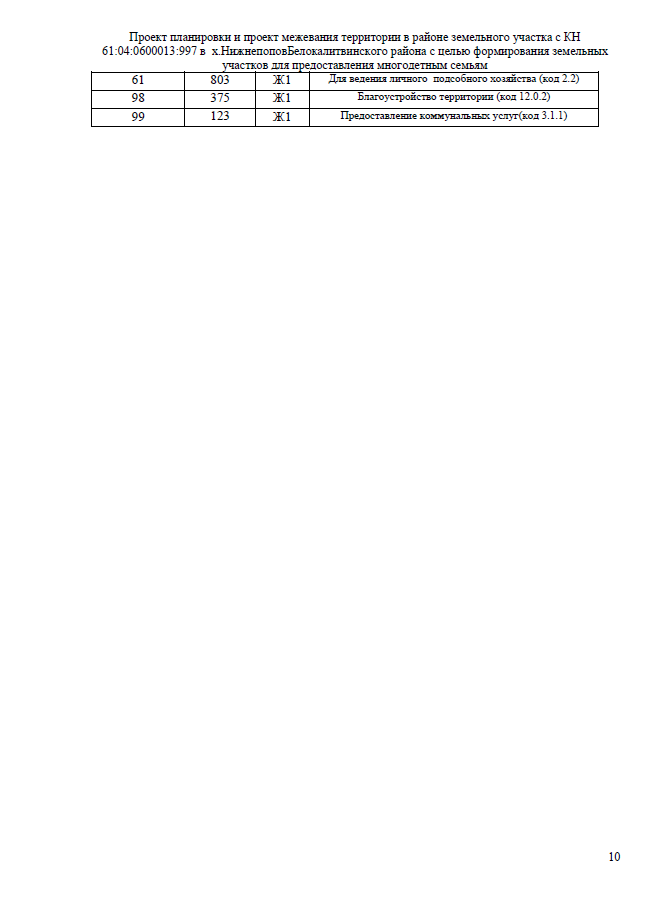 Проект планировки и проект межевания территории в районе земельного участка с КН
61:04:0600013:997 в  х.НижнепоповБелокалитвинского района с целью формирования земельных
участков для предоставления многодетным семьям
61 803 Ж1 Для ведения личного  подсобного хозяйства (код 2.2)
98 375 Ж1 Благоустройство территории (код 12.0.2)
99 123 Ж1 Предоставление коммунальных услуг(код 3.1.1)
10